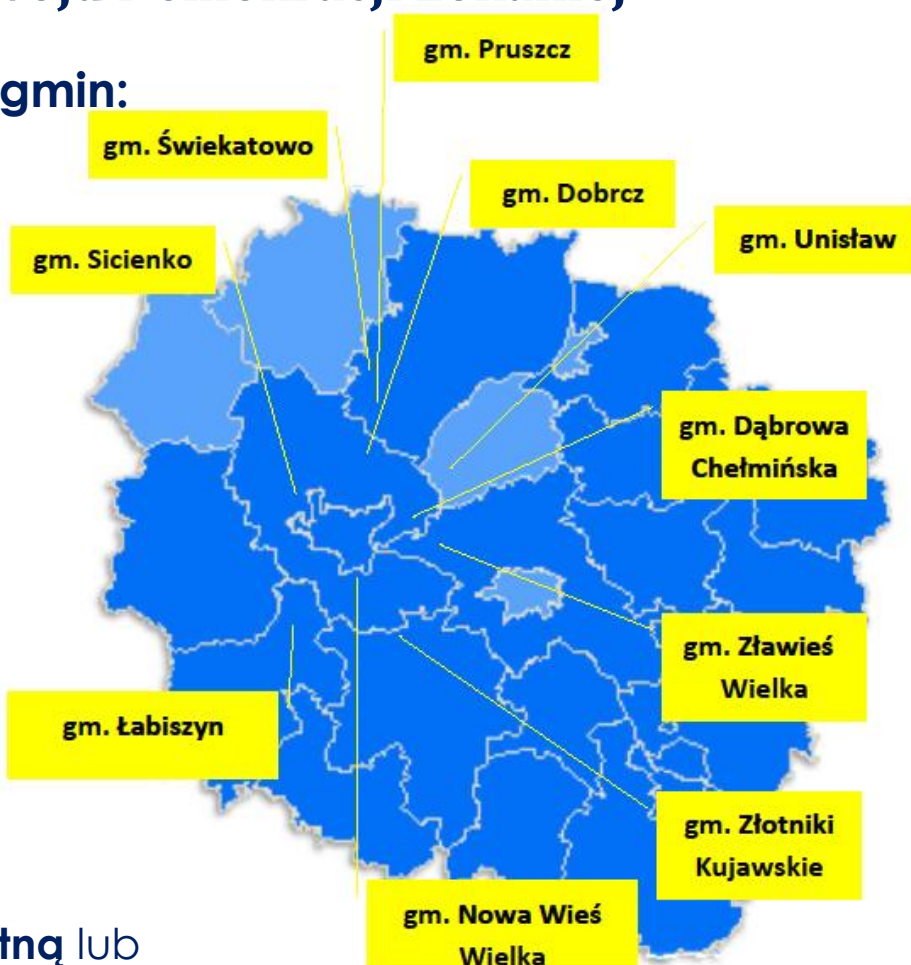 gm. Pruszcz
gmin:
gm. Świekatowo
gm. Dobrcz
gm. Unisław
gm. Sicienko
gm. Dąbrowa
Chełmińska
gm. Zławieś
Wielka
gm. Łabiszyn
gm. Złotniki
Kujawskie
gm. Nowa Wieś
Wielka
tną lub